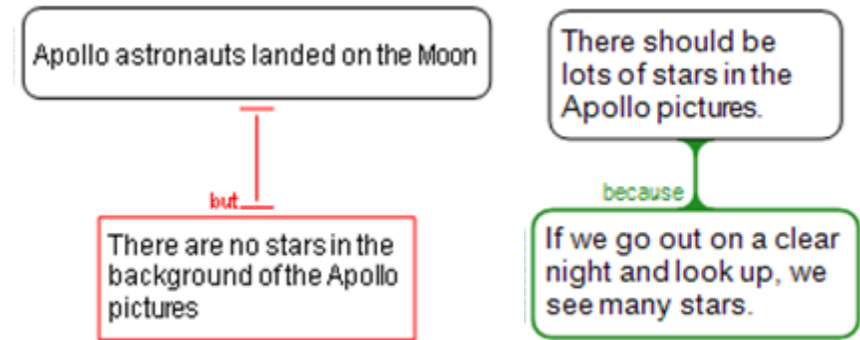 Apollo astronauts landed on the Moon
but
There are no stars in the
background of the Apollo
pictures
There should be
lots of stars in the
Apollo pictures.
because
If we go out on a clear
night and look up, we
see many stars.